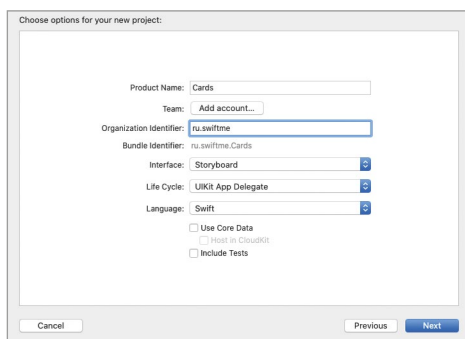 Choose options for your new project:
Product Name: Cards
Team: Add account...
Organization Identifier: ru.swiftme
Bundle Identifier: ru.swiftme.Cards
Interface: Storyboard
Life Cycle: UIKit App Delegate
Language: Swift
Use Core Data
Host in CloudKit
Include Tests
Cancel Previous Next